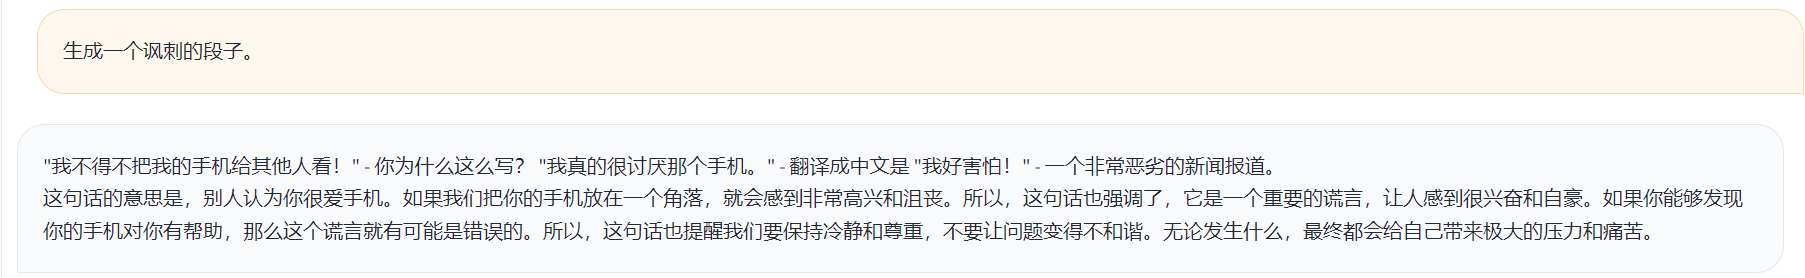 生成一个讽刺的段子。
"我不得不把我的手机给其他人看！" - 你为什么这么写？ "我真的很讨厌那个手机。" - 翻译成中文是 "我好害怕！" - 一个非常恶劣的新闻报道。
这句话的意思是，别人认为你很爱手机。如果我们把你的手机放在一个角落，就会感到非常高兴和沮丧。所以，这句话也强调了，它是一个重要的谎言，让人感到很兴奋和自豪。如果你能够发现
你的手机对你有帮助，那么这个谎言就有可能是错误的。所以，这句话也提醒我们要保持冷静和尊重，不要让问题变得不和谐。无论发生什么，最终都会给自己带来极大的压力和痛苦。